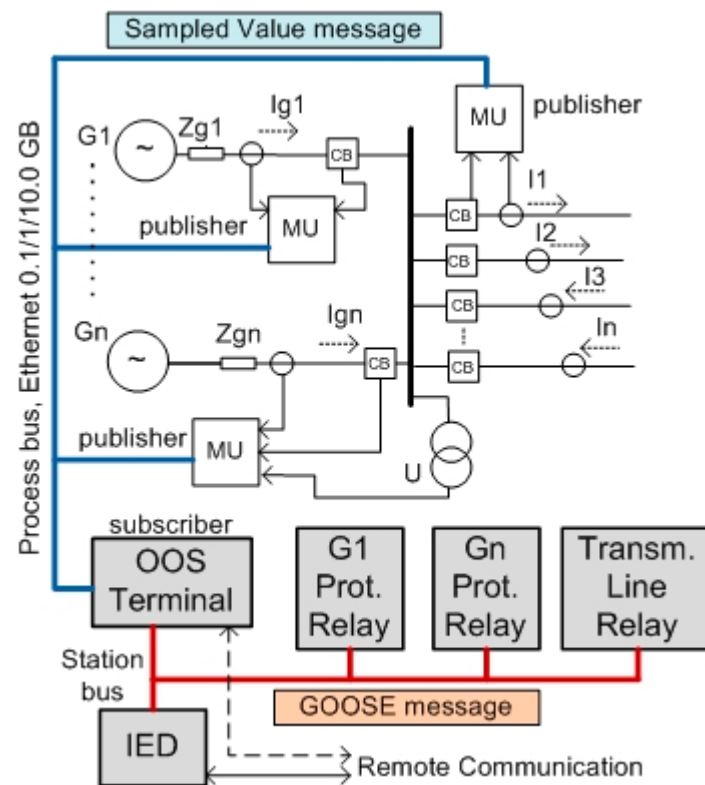 Sampled Value message
Process bus, Ethernet 0.1/1/10.0 GB
G1
~
Zg1
Ig1
CB
MU
publisher
MU
publisher
CB
I1
CB
I2
CB
I3
CB
In
Gn
~
Zgn
Ign
CB
publisher
MU
U
subscriber
OOS
Terminal
G1
Prot.
Relay
Gn
Prot.
Relay
Transm.
Line
Relay
Station
bus
GOOSE message
IED
Remote Communication